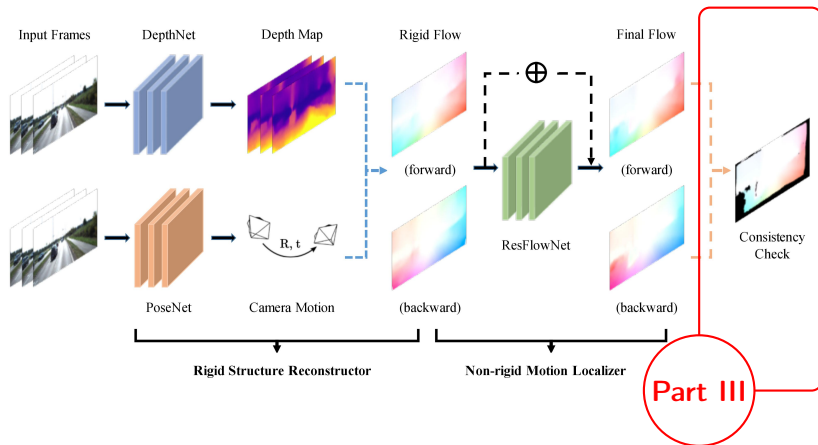 Input Frames
DepthNet
Depth Map
Rigid Flow
Final Flow
(forward)
(forward)
R, t
ResFlowNet
Consistency
Check
PoseNet
Camera Motion
(backward)
(backward)
Rigid Structure Reconstructor
Non-rigid Motion Localizer
Part III